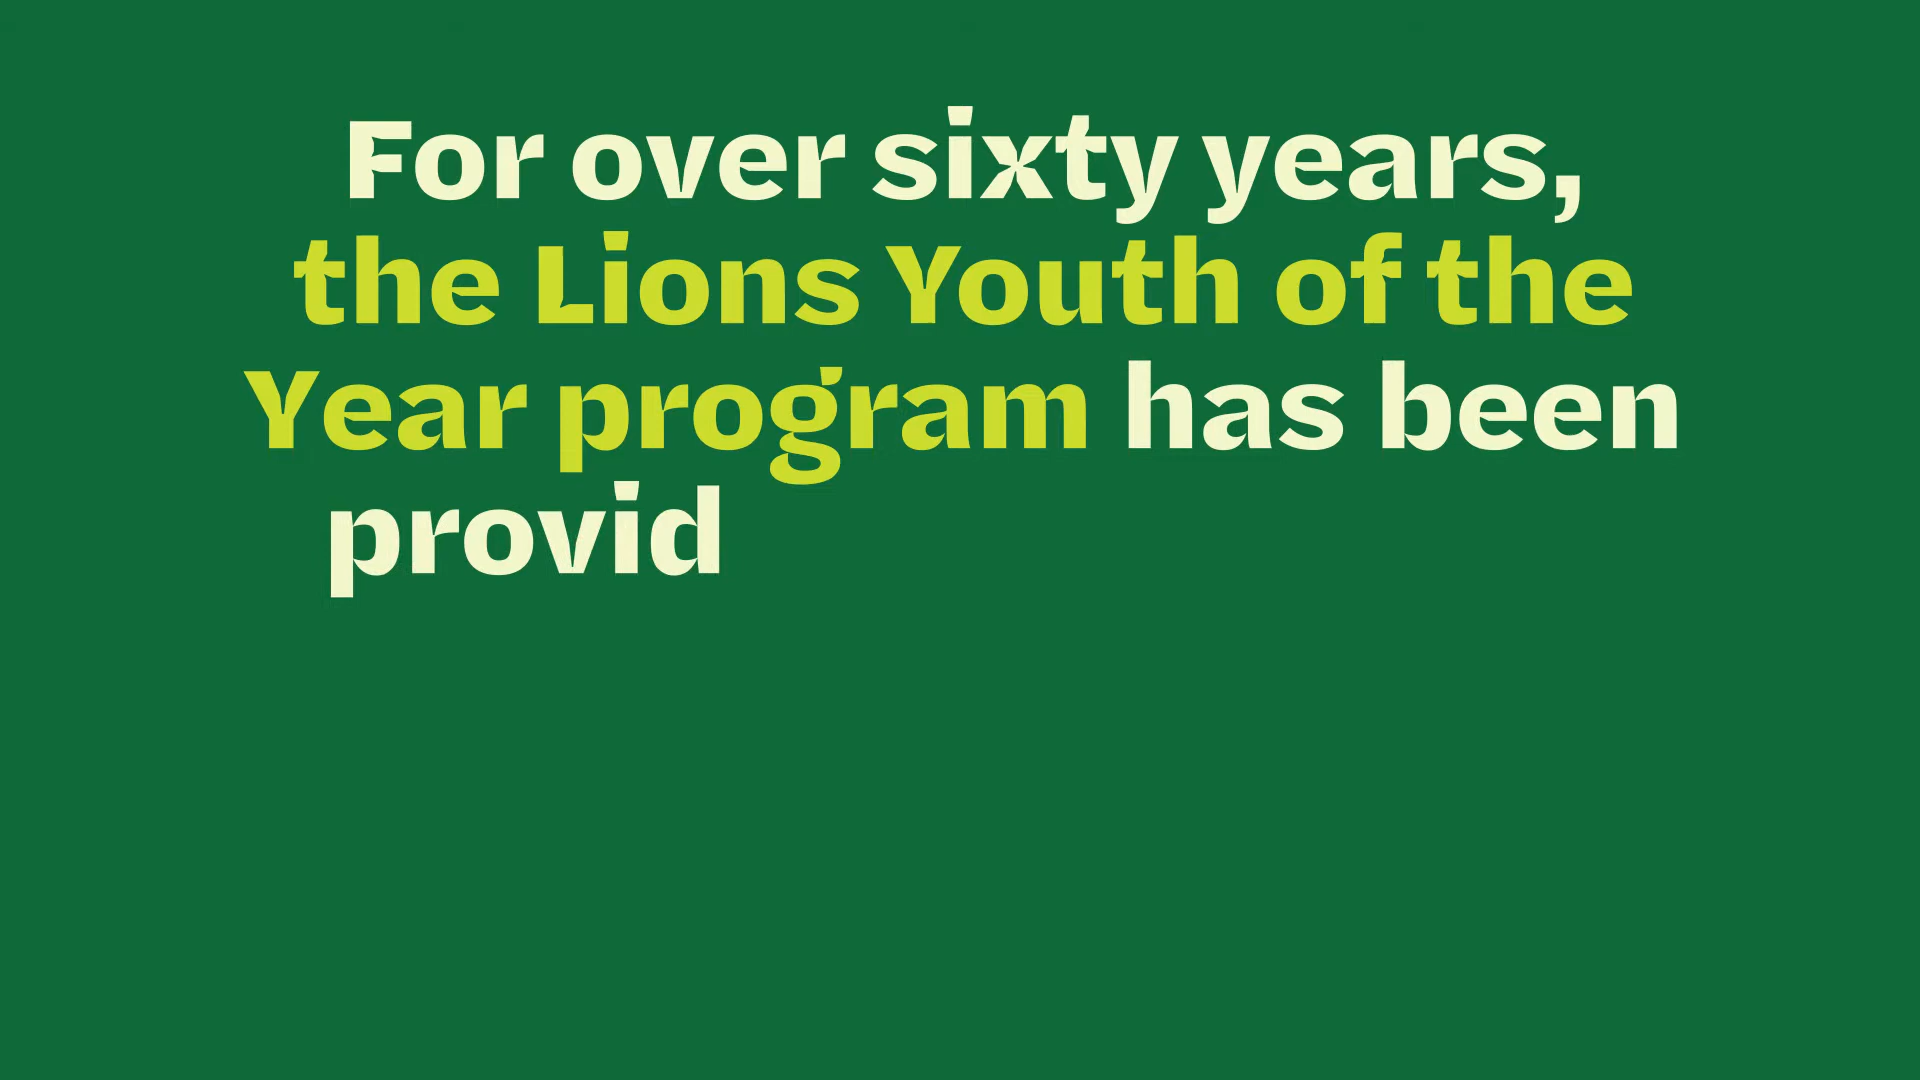 For over sixty years,
the Lions Youth of the
Year program has been
provid